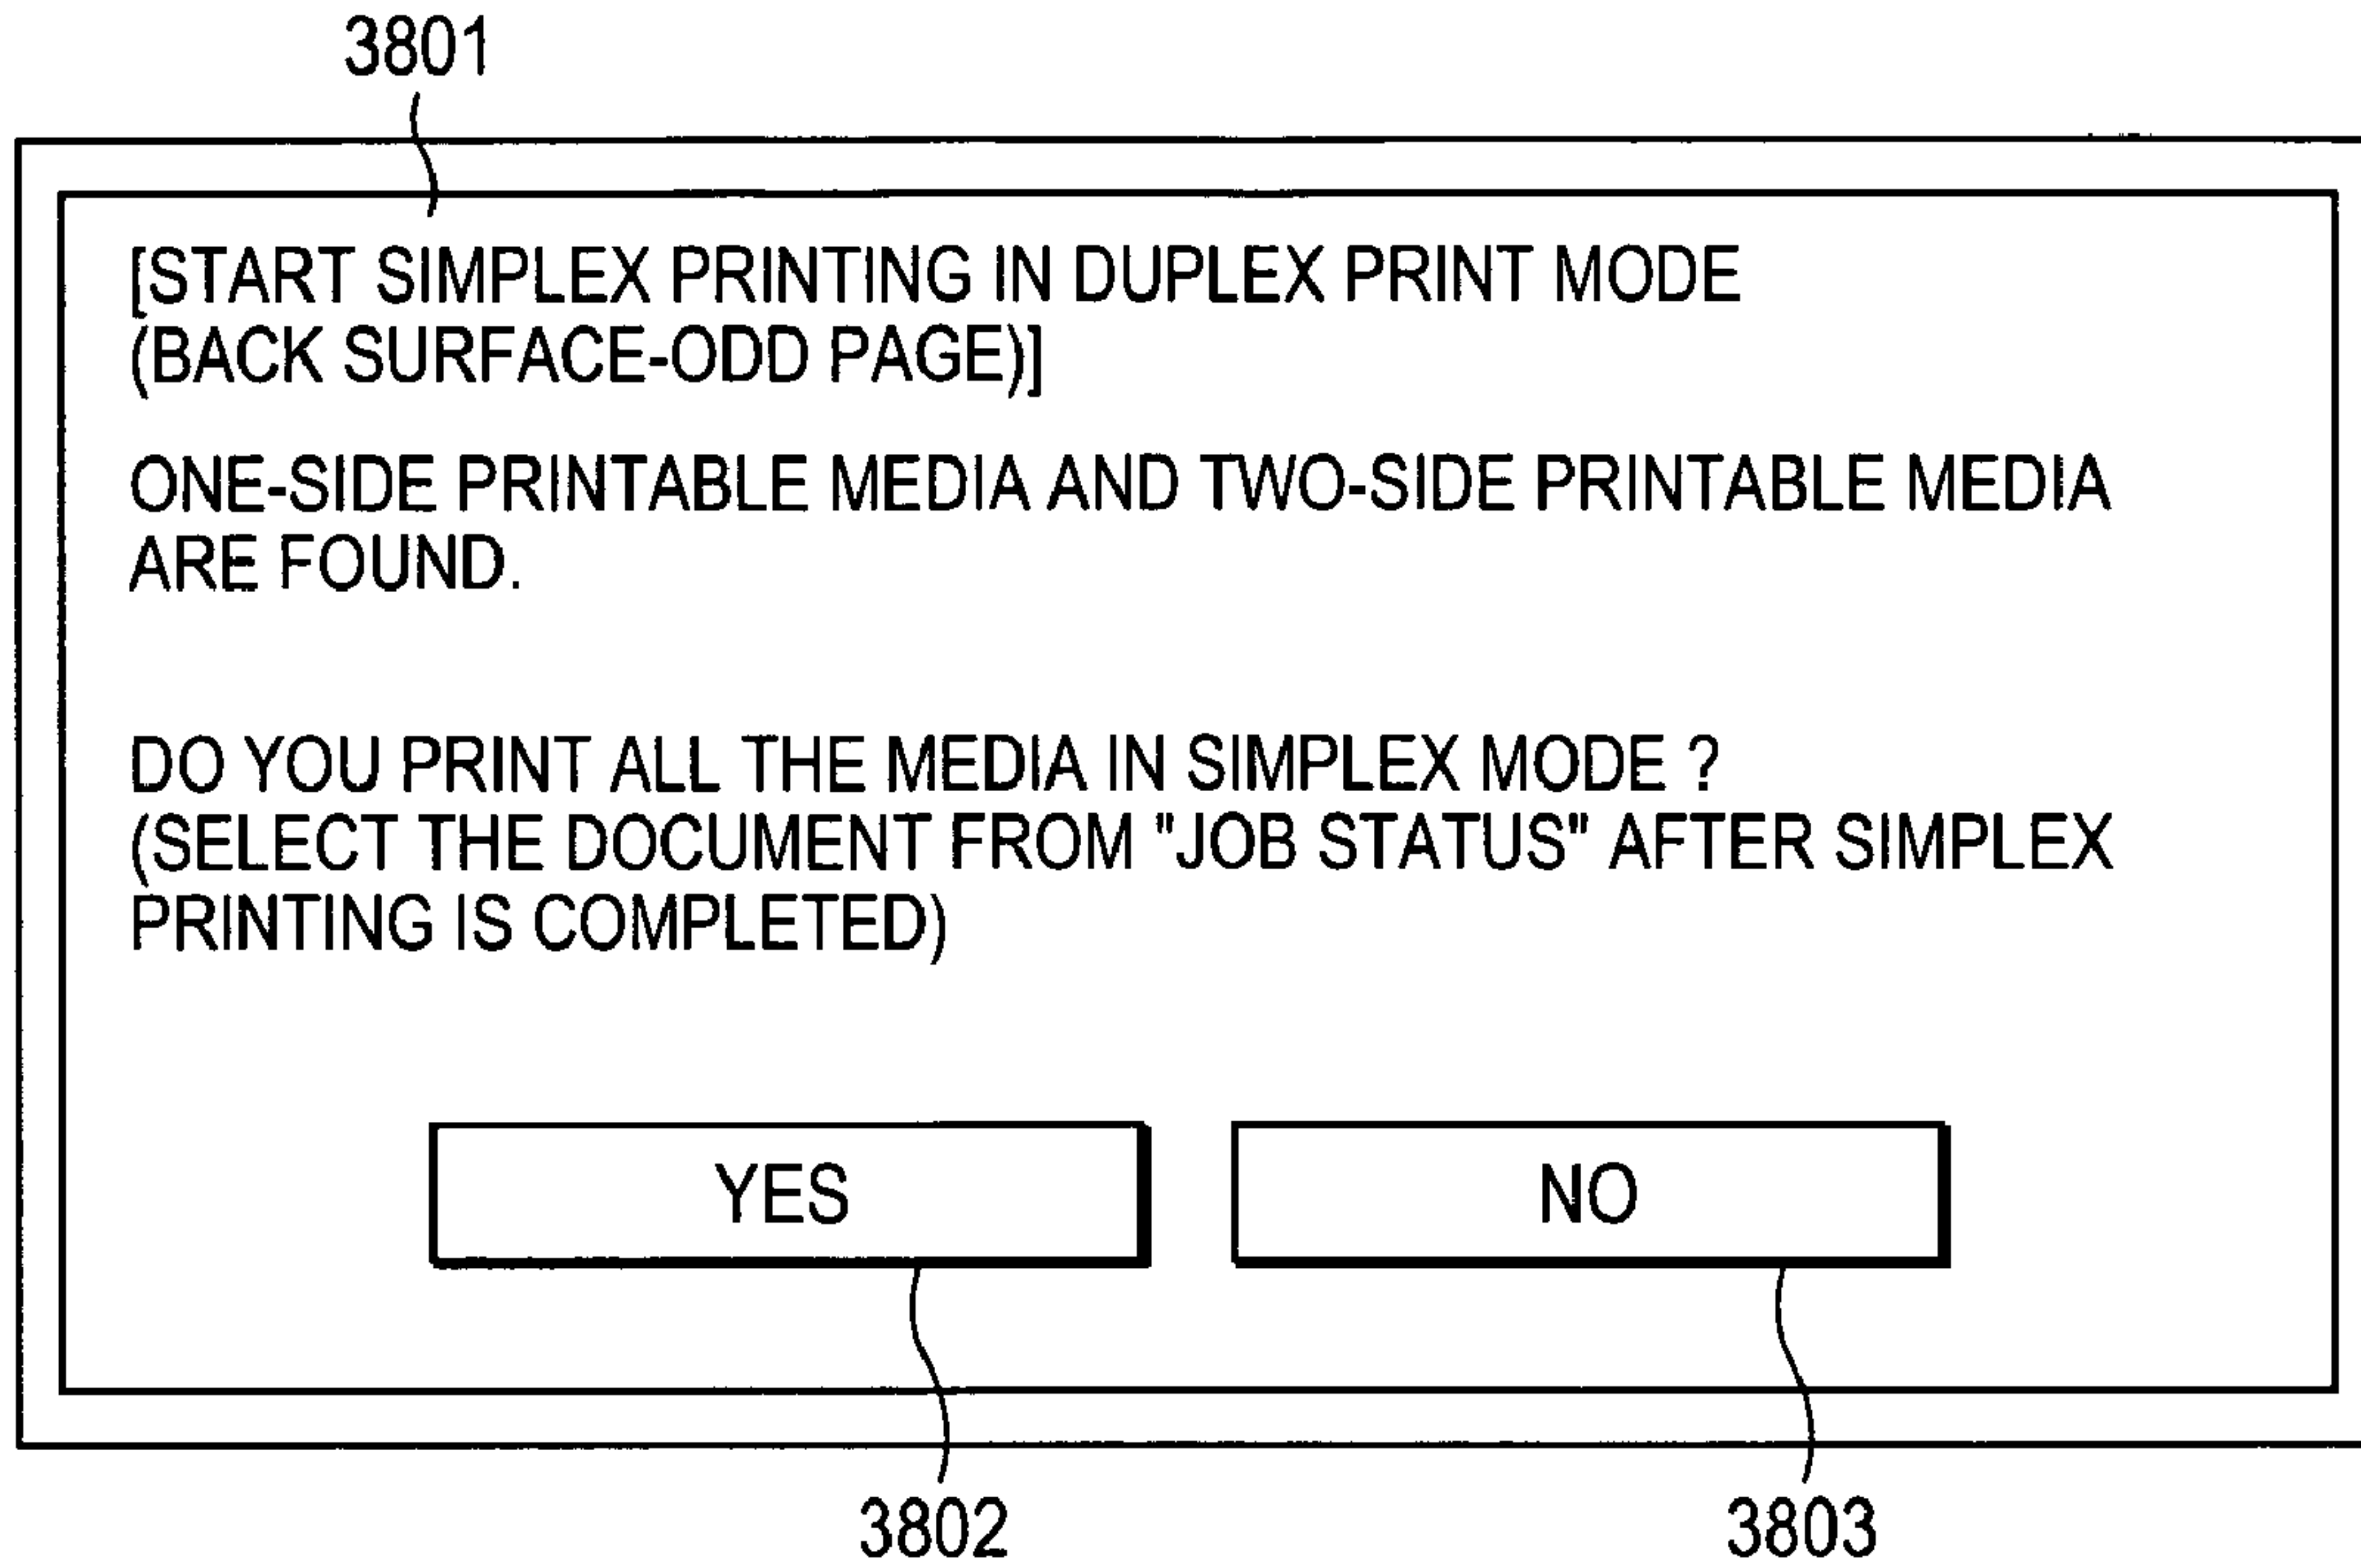 3801
[START SIMPLEX PRINTING IN DUPLEX PRINT MODE
(BACK SURFACE-ODD PAGE)]
ONE-SIDE PRINTABLE MEDIA AND TWO-SIDE PRINTABLE MEDIA
ARE FOUND.
DO YOU PRINT ALL THE MEDIA IN SIMPLEX MODE ?
(SELECT THE DOCUMENT FROM "JOB STATUS" AFTER SIMPLEX
PRINTING IS COMPLETED)
YES
NO
3802
3803